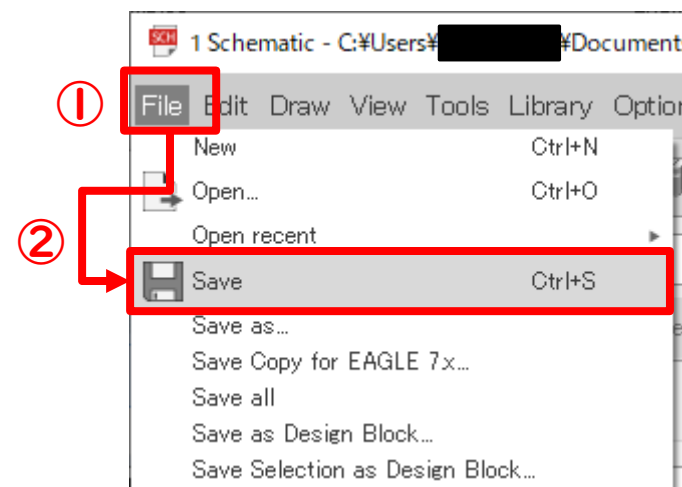 SCH 1 Schematic - C:¥Users¥ ¥Document
① File Edit Draw View Tools Library Option
New Ctrl+N
Open... Ctrl+O
② Open recent
Save Ctrl+S
Save as...
Save Copy for EAGLE 7.x...
Save all
Save as Design Block...
Save Selection as Design Block...